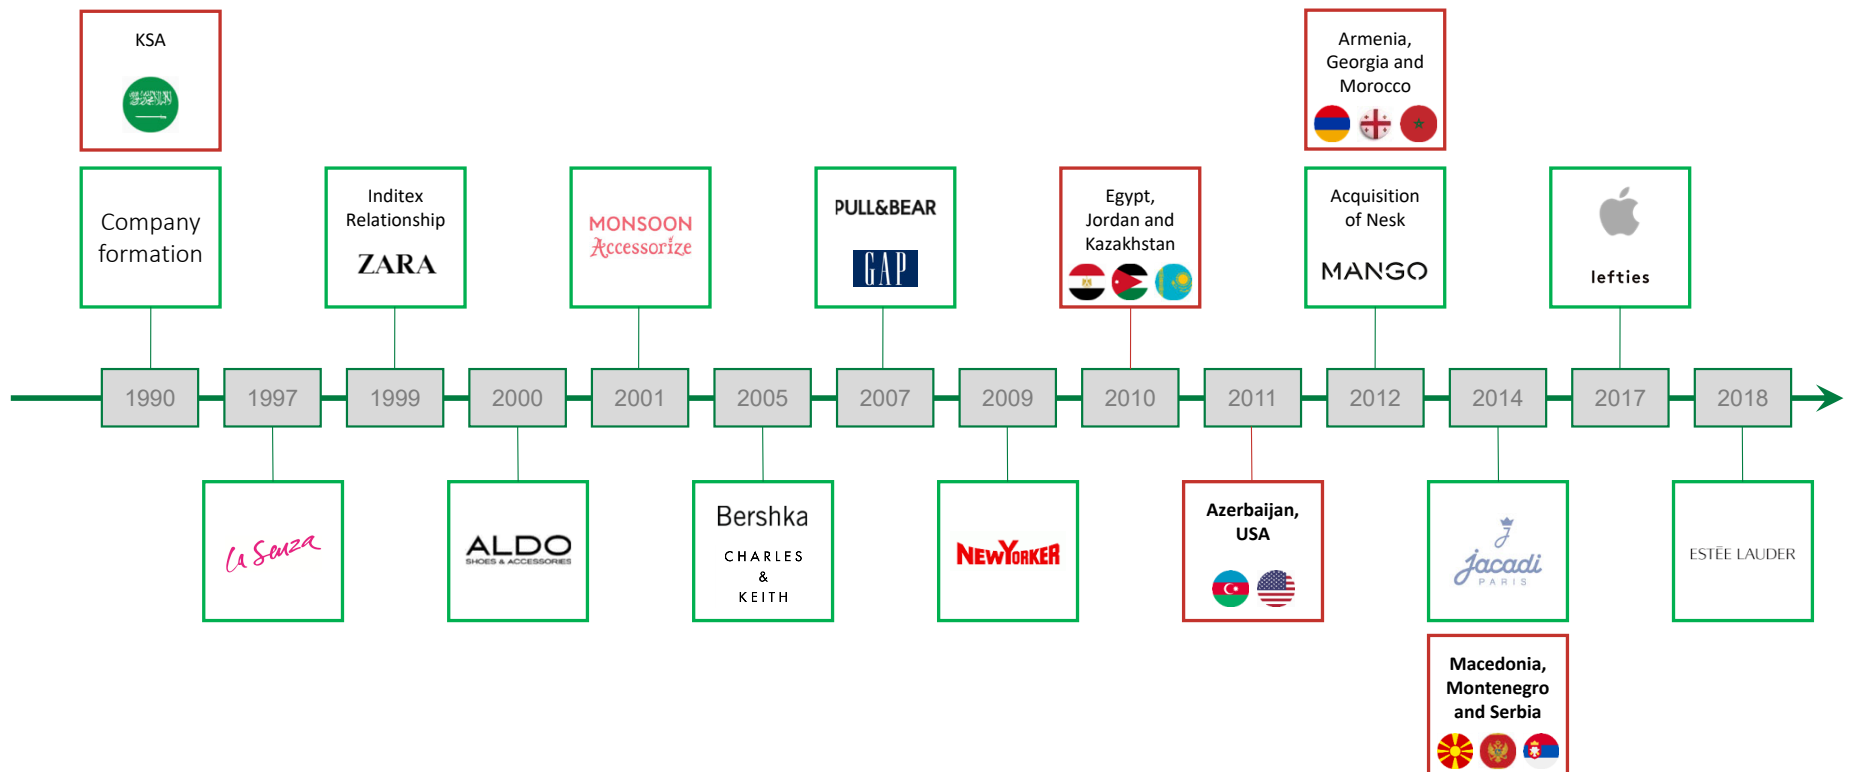 KSA
Armenia,
Georgia and
Morocco
Company
formation
Inditex
Relationship
ZARA
MONSOON
Accessorize
PULL&BEAR
GAP
Egypt,
Jordan and
Kazakhstan
Acquisition
of Nesk
MANGO
lefties
1990
1997
1999
2000
2001
2005
2007
2009
2010
2011
2012
2014
2017
2018
la Senza
ALDO
SHOES & ACCESSORIES
Bershka
CHARLES
&
KEITH
NEWYORKER
Azerbaijan,
USA
jacadi
PARIS
ESTĒE LAUDER
Macedonia,
Montenegro
and Serbia